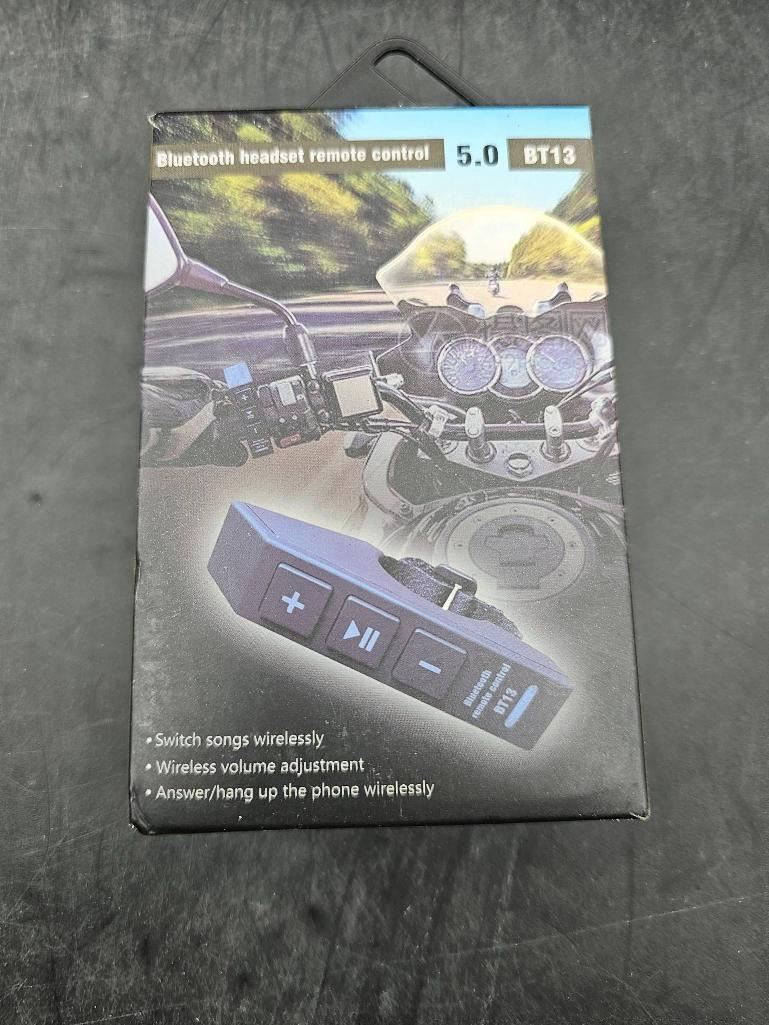 Bluetooth headset remote control 5.0 BT13
+
-
Bluetooth
remote control
BT13
• Switch songs wirelessly
• Wireless volume adjustment
• Answer/hang up the phone wirelessly